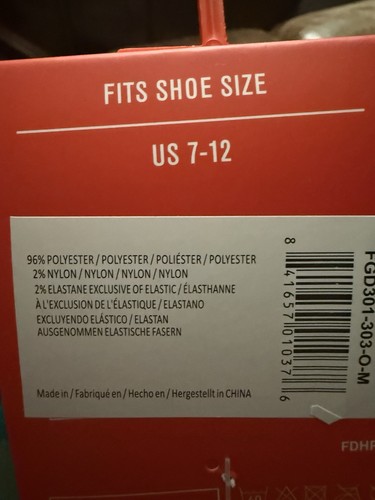 FITS SHOE SIZE
US 7-12
96% POLYESTER / POLYESTER / POLIÉSTER / POLYESTER
2% NYLON / NYLON / NYLON / NYLON
2% ELASTANE EXCLUSIVE OF ELASTIC / ÉLASTHANNE
À L'EXCLUSION DE L'ÉLASTIQUE / ELASTANO
EXCLUYENDO ELÁSTICO / ELASTAN
AUSGENOMMEN ELASTISCHE FASERN
Made in / Fabriqué en / Hecho en / Hergestellt in CHINA
8 41657 01037 6
FGD301-303-O-M